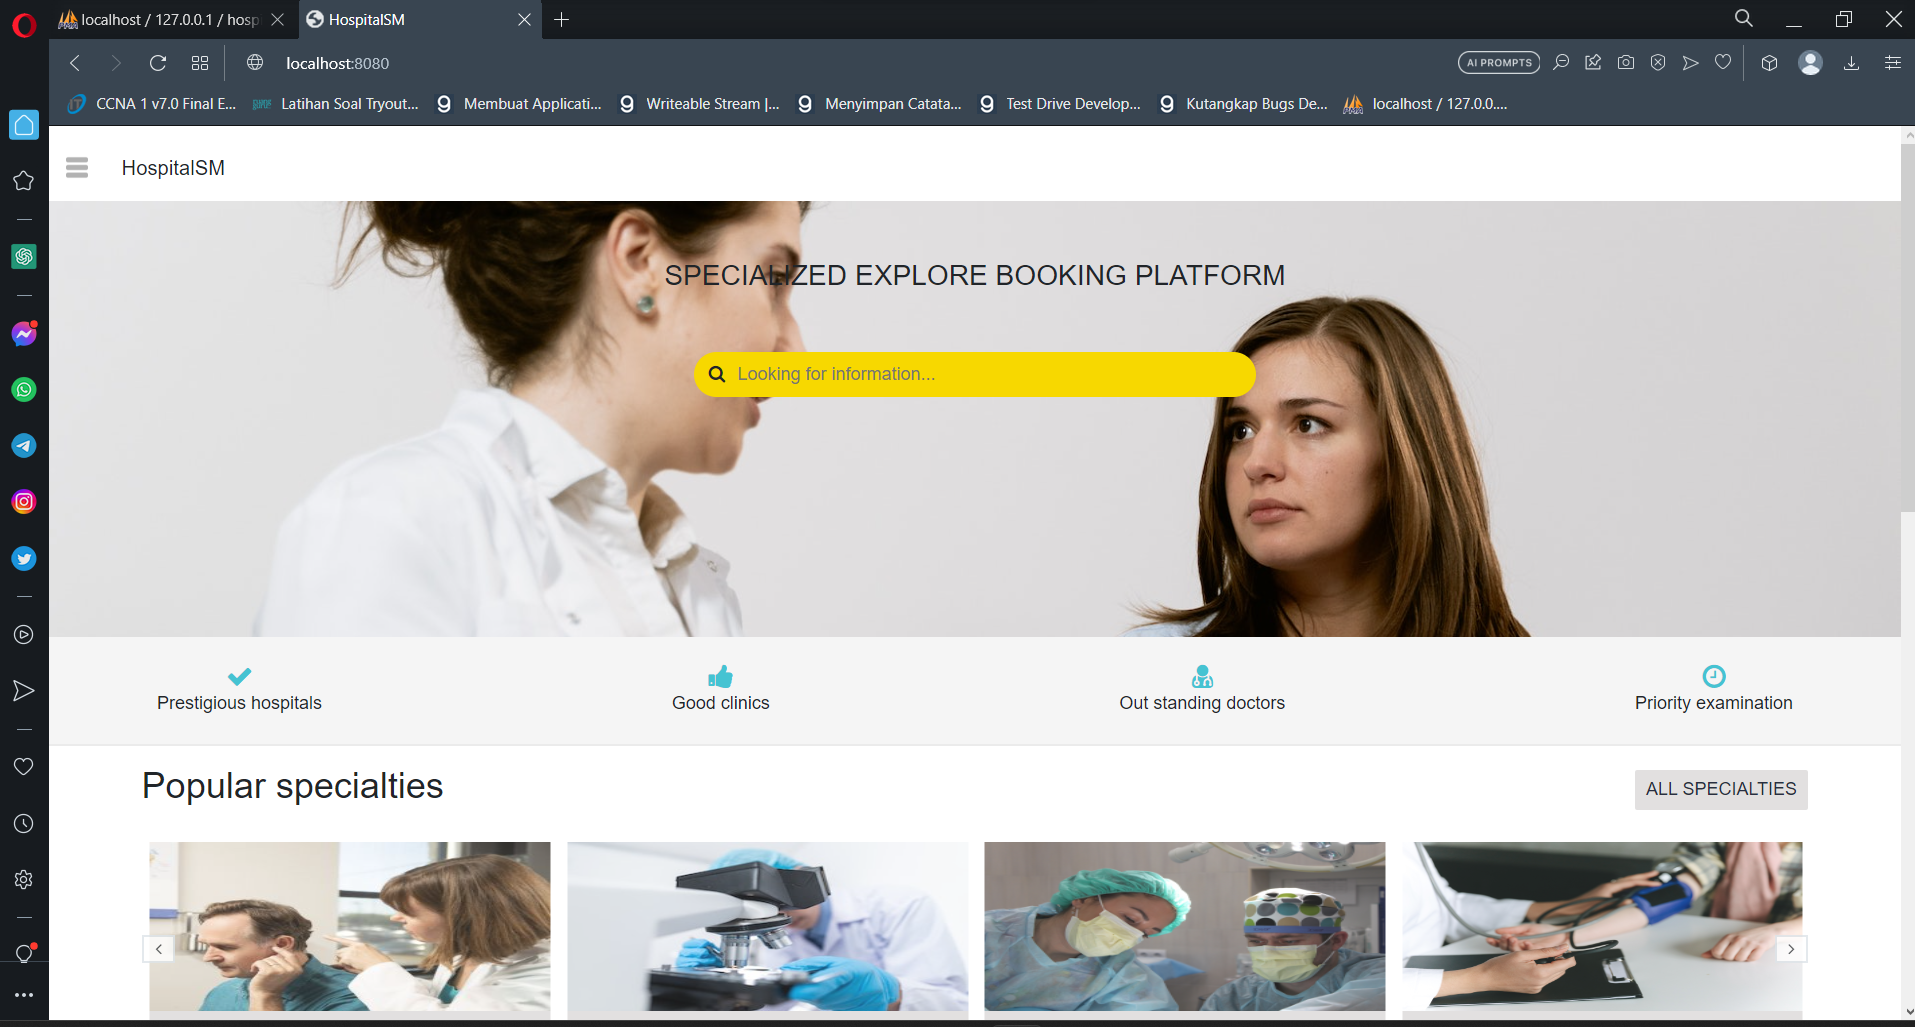 localhost / 127.0.0.1 / hosp
HospitalSM
localhost:8080
AI PROMPTS
CCNA 1 v7.0 Final E...
Latihan Soal Tryout...
Membuat Applicati...
Writeable Stream |...
Menyimpan Catata...
Test Drive Develop...
Kutangkap Bugs De...
localhost / 127.0.0....
HospitalSM
SPECIALIZED EXPLORE BOOKING PLATFORM
Looking for information...
Prestigious hospitals
Good clinics
Out standing doctors
Priority examination
Popular specialties
ALL SPECIALTIES